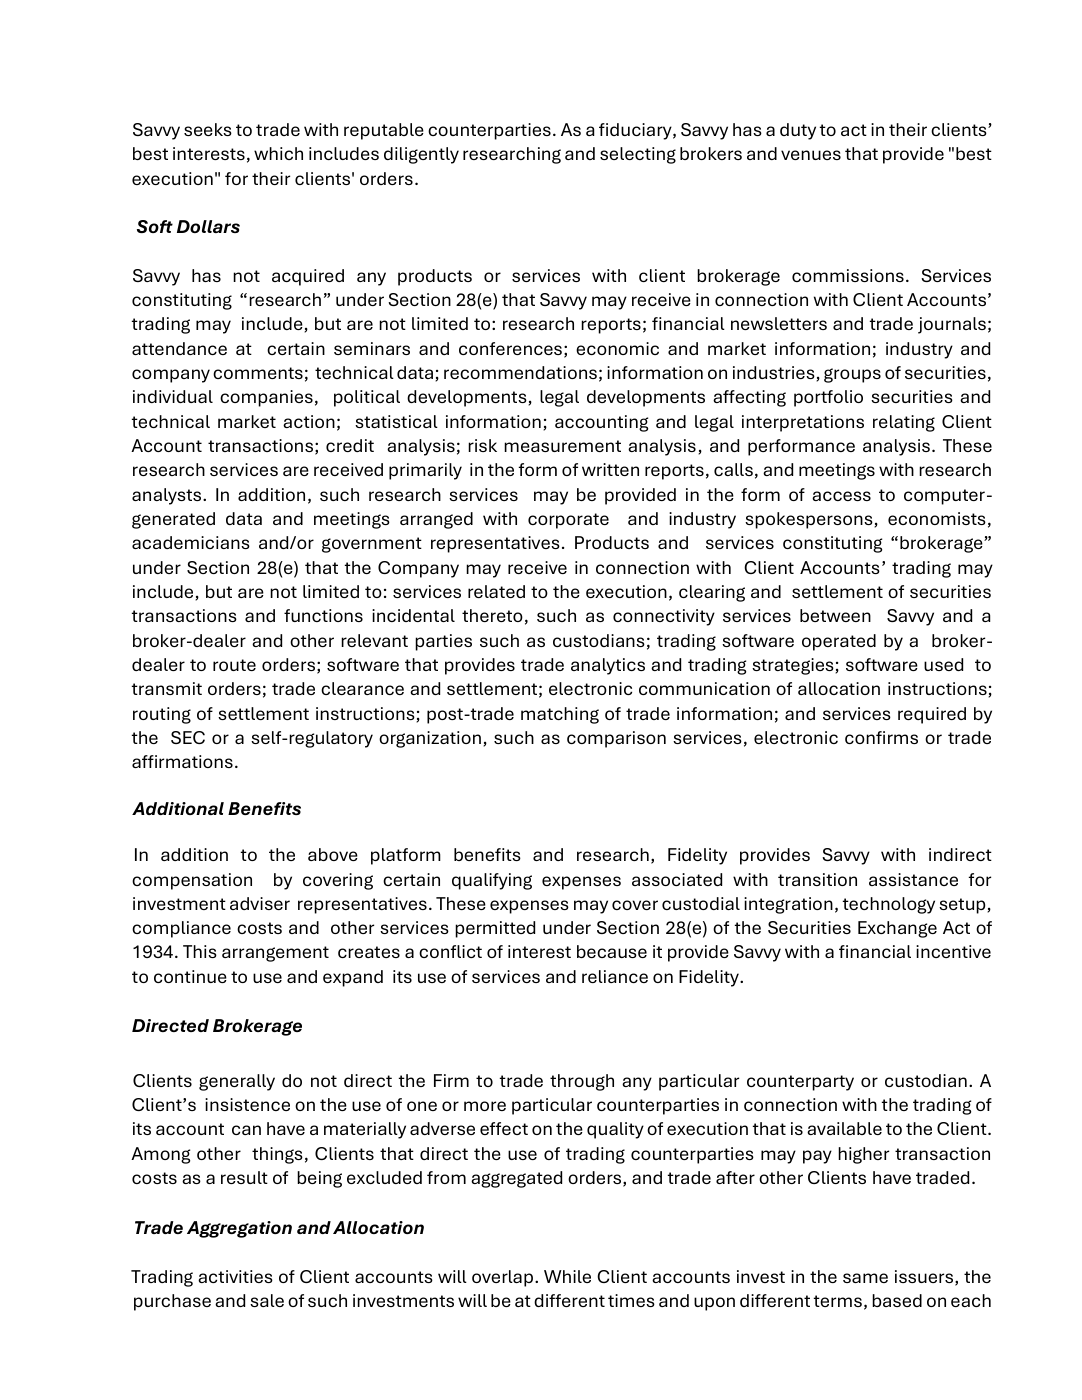 Savvy seeks to trade with reputable counterparties. As a fiduciary, Savvy has a duty to act in their clients’
best interests, which includes diligently researching and selecting brokers and venues that provide "best
execution" for their clients' orders.
Soft Dollars
Savvy has not acquired any products or services with client brokerage commissions. Services
constituting “research” under Section 28(e) that Savvy may receive in connection with Client Accounts’
trading may include, but are not limited to: research reports; financial newsletters and trade journals;
attendance at certain seminars and conferences; economic and market information; industry and
company comments; technical data; recommendations; information on industries, groups of securities,
individual companies, political developments, legal developments affecting portfolio securities and
technical market action; statistical information; accounting and legal interpretations relating Client
Account transactions; credit analysis; risk measurement analysis, and performance analysis. These
research services are received primarily in the form of written reports, calls, and meetings with research
analysts. In addition, such research services may be provided in the form of access to computer-
generated data and meetings arranged with corporate and industry spokespersons, economists,
academicians and/or government representatives. Products and services constituting “brokerage”
under Section 28(e) that the Company may receive in connection with Client Accounts’ trading may
include, but are not limited to: services related to the execution, clearing and settlement of securities
transactions and functions incidental thereto, such as connectivity services between Savvy and a
broker-dealer and other relevant parties such as custodians; trading software operated by a broker-
dealer to route orders; software that provides trade analytics and trading strategies; software used to
transmit orders; trade clearance and settlement; electronic communication of allocation instructions;
routing of settlement instructions; post-trade matching of trade information; and services required by
the SEC or a self-regulatory organization, such as comparison services, electronic confirms or trade
affirmations.
Additional Benefits
In addition to the above platform benefits and research, Fidelity provides Savvy with indirect
compensation by covering certain qualifying expenses associated with transition assistance for
investment adviser representatives. These expenses may cover custodial integration, technology setup,
compliance costs and other services permitted under Section 28(e) of the Securities Exchange Act of
1934. This arrangement creates a conflict of interest because it provide Savvy with a financial incentive
to continue to use and expand its use of services and reliance on Fidelity.
Directed Brokerage
Clients generally do not direct the Firm to trade through any particular counterparty or custodian. A
Client’s insistence on the use of one or more particular counterparties in connection with the trading of
its account can have a materially adverse effect on the quality of execution that is available to the Client.
Among other things, Clients that direct the use of trading counterparties may pay higher transaction
costs as a result of being excluded from aggregated orders, and trade after other Clients have traded.
Trade Aggregation and Allocation
Trading activities of Client accounts will overlap. While Client accounts invest in the same issuers, the
purchase and sale of such investments will be at different times and upon different terms, based on each